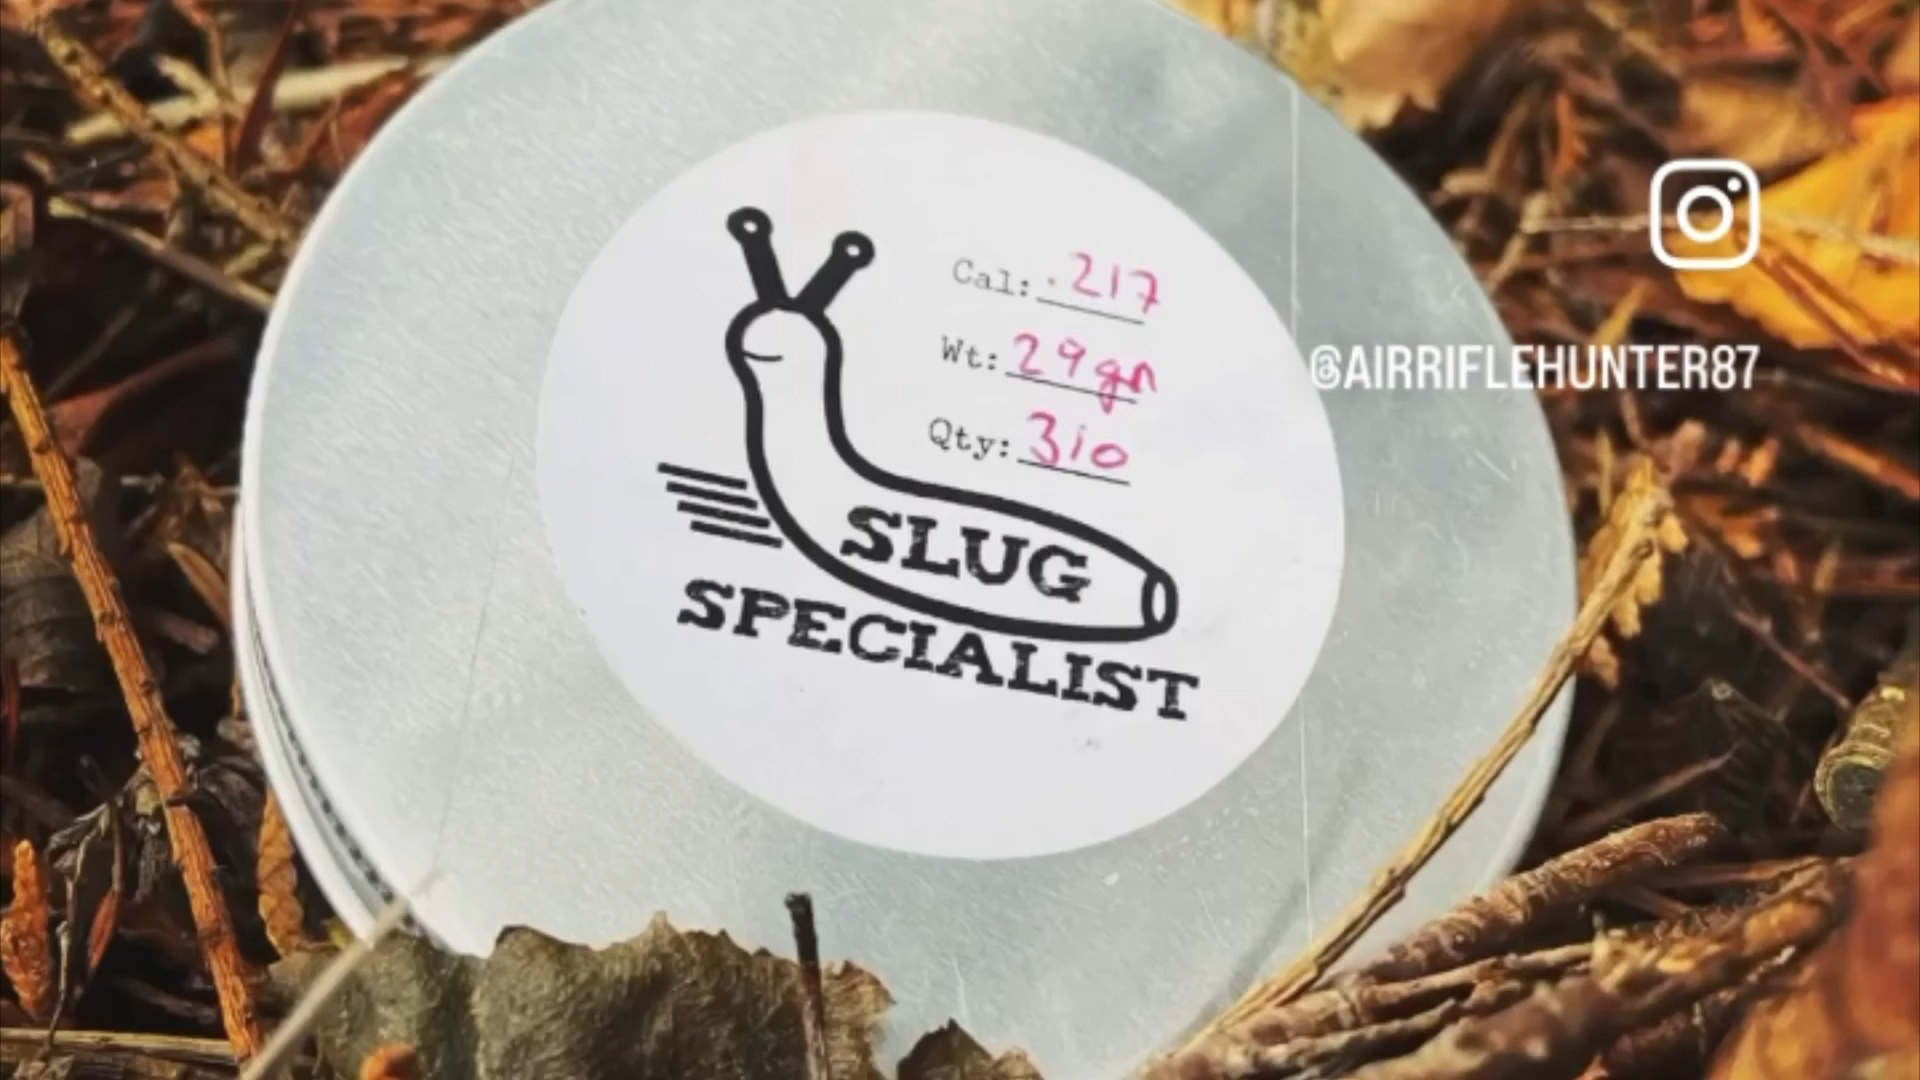 Cal: .217
Wt: 29gn
Qty: 310
SLUG
SPECIALIST
@AIRRIFLEHUNTER87